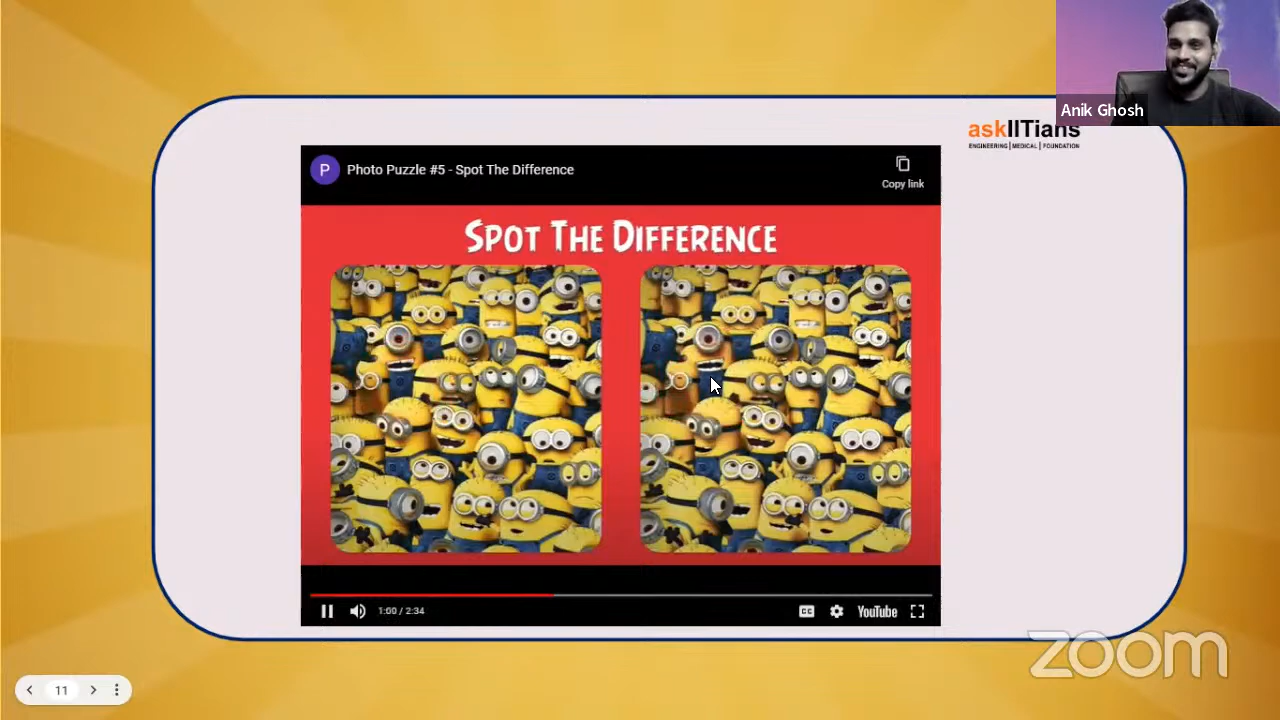 Anik Ghosh
askIITians
ENGINEERING | MEDICAL | FOUNDATION
P
Photo Puzzle #5 - Spot The Difference
Copy link
SPOT THE DIFFERENCE
1:00 / 2:34
CC
YouTube
11
zoom